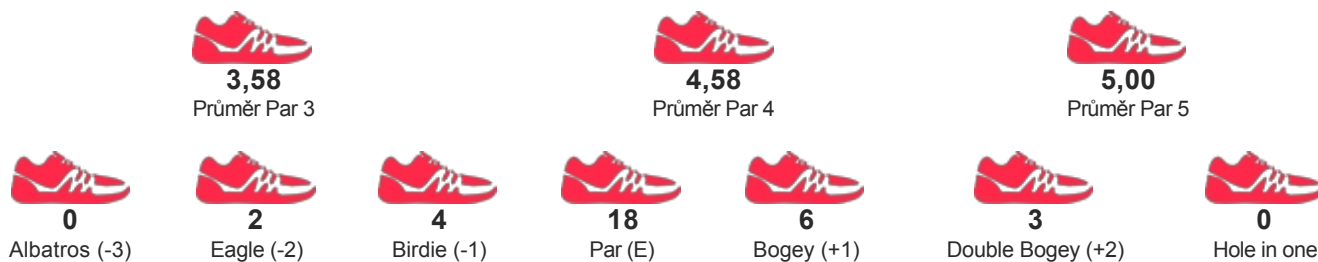 3,58 4,58 5,00
Průměr Par 3 Průměr Par 4 Průměr Par 5
0 2 4 18 6 3 0
Albatros (-3) Eagle (-2) Birdie (-1) Par (E) Bogey (+1) Double Bogey (+2) Hole in one